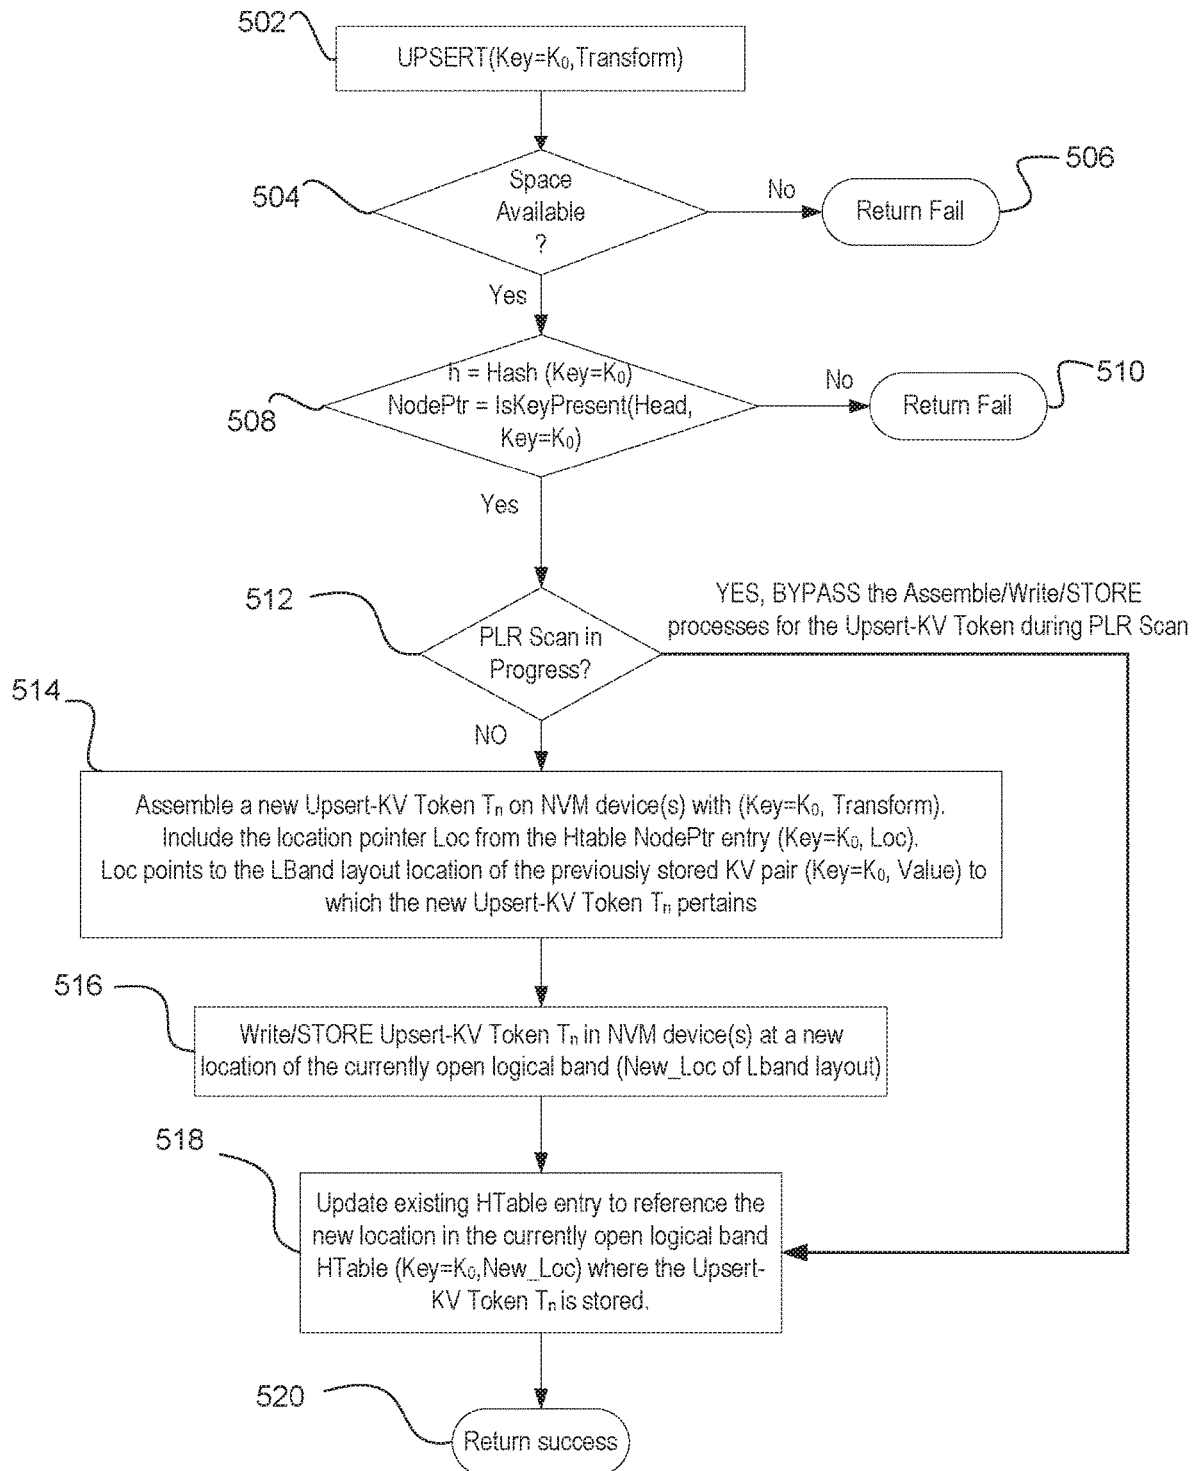 502
UPSERT(Key=K₀,Transform)
504
Space
Available
?
No
506
Return Fail
Yes
508
h = Hash (Key=K₀)
NodePtr = IsKeyPresent(Head,
Key=K₀)
No
510
Return Fail
Yes
512
PLR Scan in
Progress?
YES, BYPASS the Assemble/Write/STORE
processes for the Upsert-KV Token during PLR Scan
NO
514
Assemble a new Upsert-KV Token Tₙ on NVM device(s) with (Key=K₀, Transform).
Include the location pointer Loc from the Htable NodePtr entry (Key=K₀, Loc).
Loc points to the LBand layout location of the previously stored KV pair (Key=K₀, Value) to
which the new Upsert-KV Token Tₙ pertains
516
Write/STORE Upsert-KV Token Tₙ in NVM device(s) at a new
location of the currently open logical band (New_Loc of Lband layout)
518
Update existing HTable entry to reference the
new location in the currently open logical band
HTable (Key=K₀,New_Loc) where the Upsert-
KV Token Tₙ is stored.
520
Return success